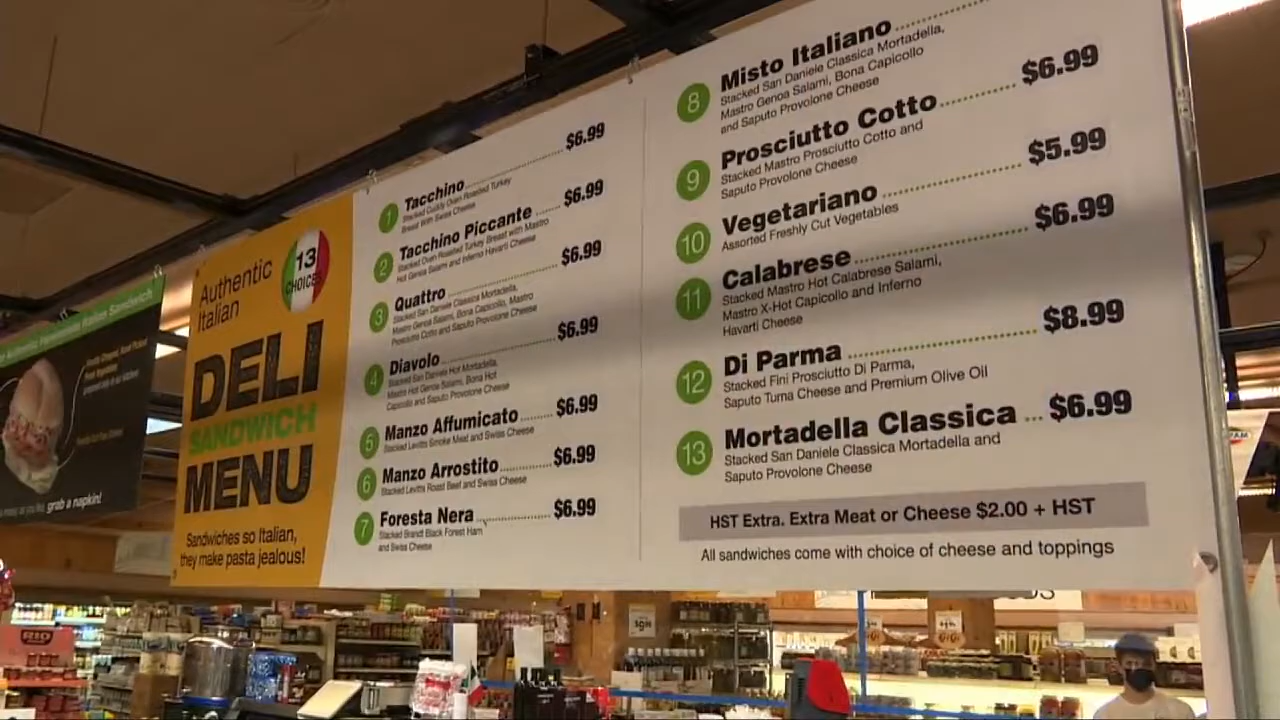 Authentic Homemade Italian Sandwich
grab a napkin!
Authentic
Italian
13
CHOICES
DELI
SANDWICH
MENU
Sandwiches so Italian,
they make pasta jealous!
1 Tacchino $6.99
Stacked Cuddy Oven Roasted Turkey
Breast With Swiss Cheese
2 Tacchino Piccante $6.99
Stacked Oven Roasted Turkey Breast with Mastro
Hot Genoa Salami and Inferno Havarti Cheese
3 Quattro $6.99
Stacked San Daniele Classica Mortadella,
Mastro Genoa Salami, Bona Capicollo, Mastro
Prosciutto Cotto and Saputo Provolone Cheese
4 Diavolo $6.99
Stacked San Daniele Hot Mortadella,
Mastro Hot Genoa Salami, Bona Hot
Capicollo and Saputo Provolone Cheese
5 Manzo Affumicato $6.99
Stacked Levitts Smoke Meat and Swiss Cheese
6 Manzo Arrostito $6.99
Stacked Levitts Roast Beef and Swiss Cheese
7 Foresta Nera $6.99
Stacked Brandt Black Forest Ham
and Swiss Cheese
8 Misto Italiano
Stacked San Daniele Classica Mortadella,
Mastro Genoa Salami, Bona Capicollo
and Saputo Provolone Cheese
9 Prosciutto Cotto $6.99
Stacked Mastro Prosciutto Cotto and
Saputo Provolone Cheese
10 Vegetariano $5.99
Assorted Freshly Cut Vegetables
11 Calabrese $6.99
Stacked Mastro Hot Calabrese Salami,
Mastro X-Hot Capicollo and Inferno
Havarti Cheese
12 Di Parma $8.99
Stacked Fini Prosciutto Di Parma,
Saputo Tuma Cheese and Premium Olive Oil
13 Mortadella Classica $6.99
Stacked San Daniele Classica Mortadella and
Saputo Provolone Cheese
HST Extra. Extra Meat or Cheese $2.00 + HST
All sandwiches come with choice of cheese and toppings
RIO